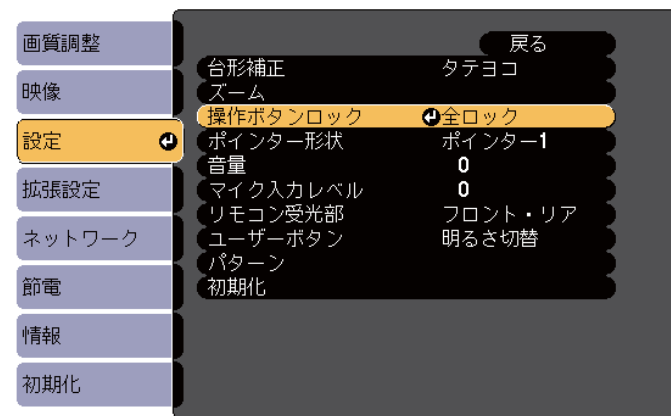 画質調整
映像
設定
拡張設定
ネットワーク
節電
情報
初期化
戻る
台形補正 タテヨコ
ズーム
操作ボタンロック 全ロック
ポインター形状 ポインター1
音量 0
マイク入力レベル 0
リモコン受光部 フロント・リア
ユーザーボタン 明るさ切替
パターン
初期化